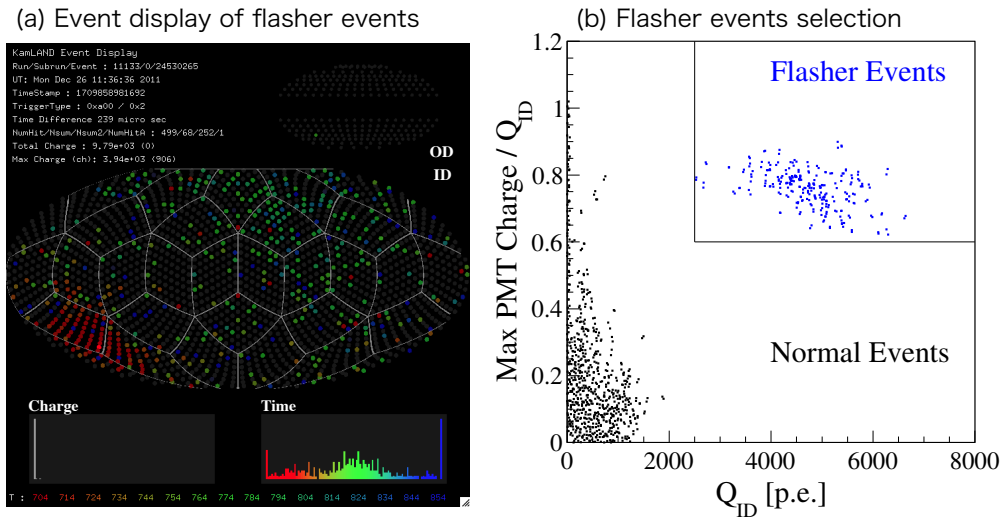 (a) Event display of flasher events
KamLAND Event Display
Run/Subrun/Event : 11133/0/24530265
UT: Mon Dec 26 11:36:36 2011
TimeStamp : 1709858981692
TriggerType : 0xa00 / 0x2
Time Difference 239 micro sec
NumHit/Nsum/Nsum2/NumHitA : 499/68/252/1
Total Charge : 9.79e+03 (0)
Max Charge (ch): 3.94e+03 (906)
OD
ID
Charge
Time
T : 704 714 724 734 744 754 764 774 784 794 804 814 824 834 844 854
(b) Flasher events selection
Max PMT Charge / Q_ID
1.2
1
0.8
0.6
0.4
0.2
0
Flasher Events
Normal Events
0 2000 4000 6000 8000
Q_ID [p.e.]